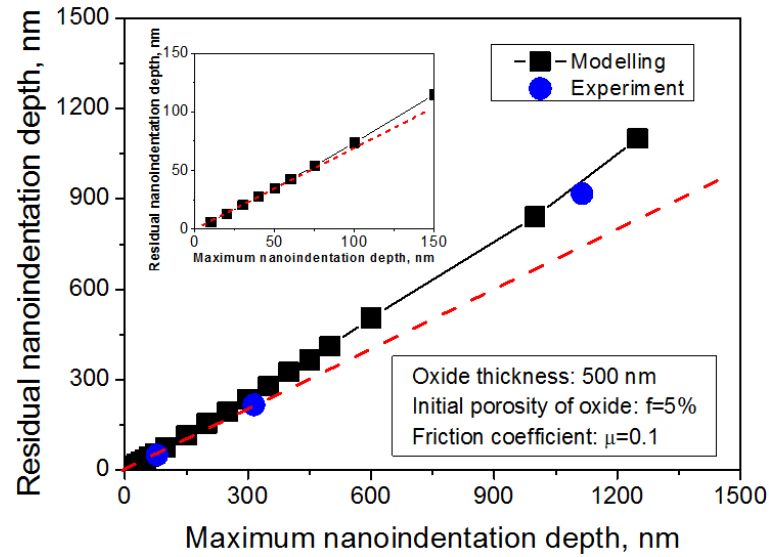 1500
1200
900
600
300
0
Residual nanoindentation depth, nm
150
100
50
0
Residual nanoindentation depth, nm
0 50 100 150
Maximum nanoindentation depth, nm
Modelling
Experiment
Oxide thickness: 500 nm
Initial porosity of oxide: f=5%
Friction coefficient: μ=0.1
0 300 600 900 1200 1500
Maximum nanoindentation depth, nm